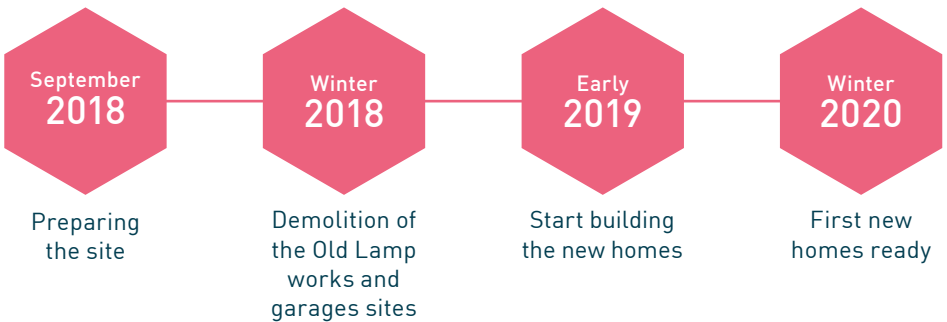 September
2018
Preparing
the site
Winter
2018
Demolition of
the Old Lamp
works and
garages sites
Early
2019
Start building
the new homes
Winter
2020
First new
homes ready